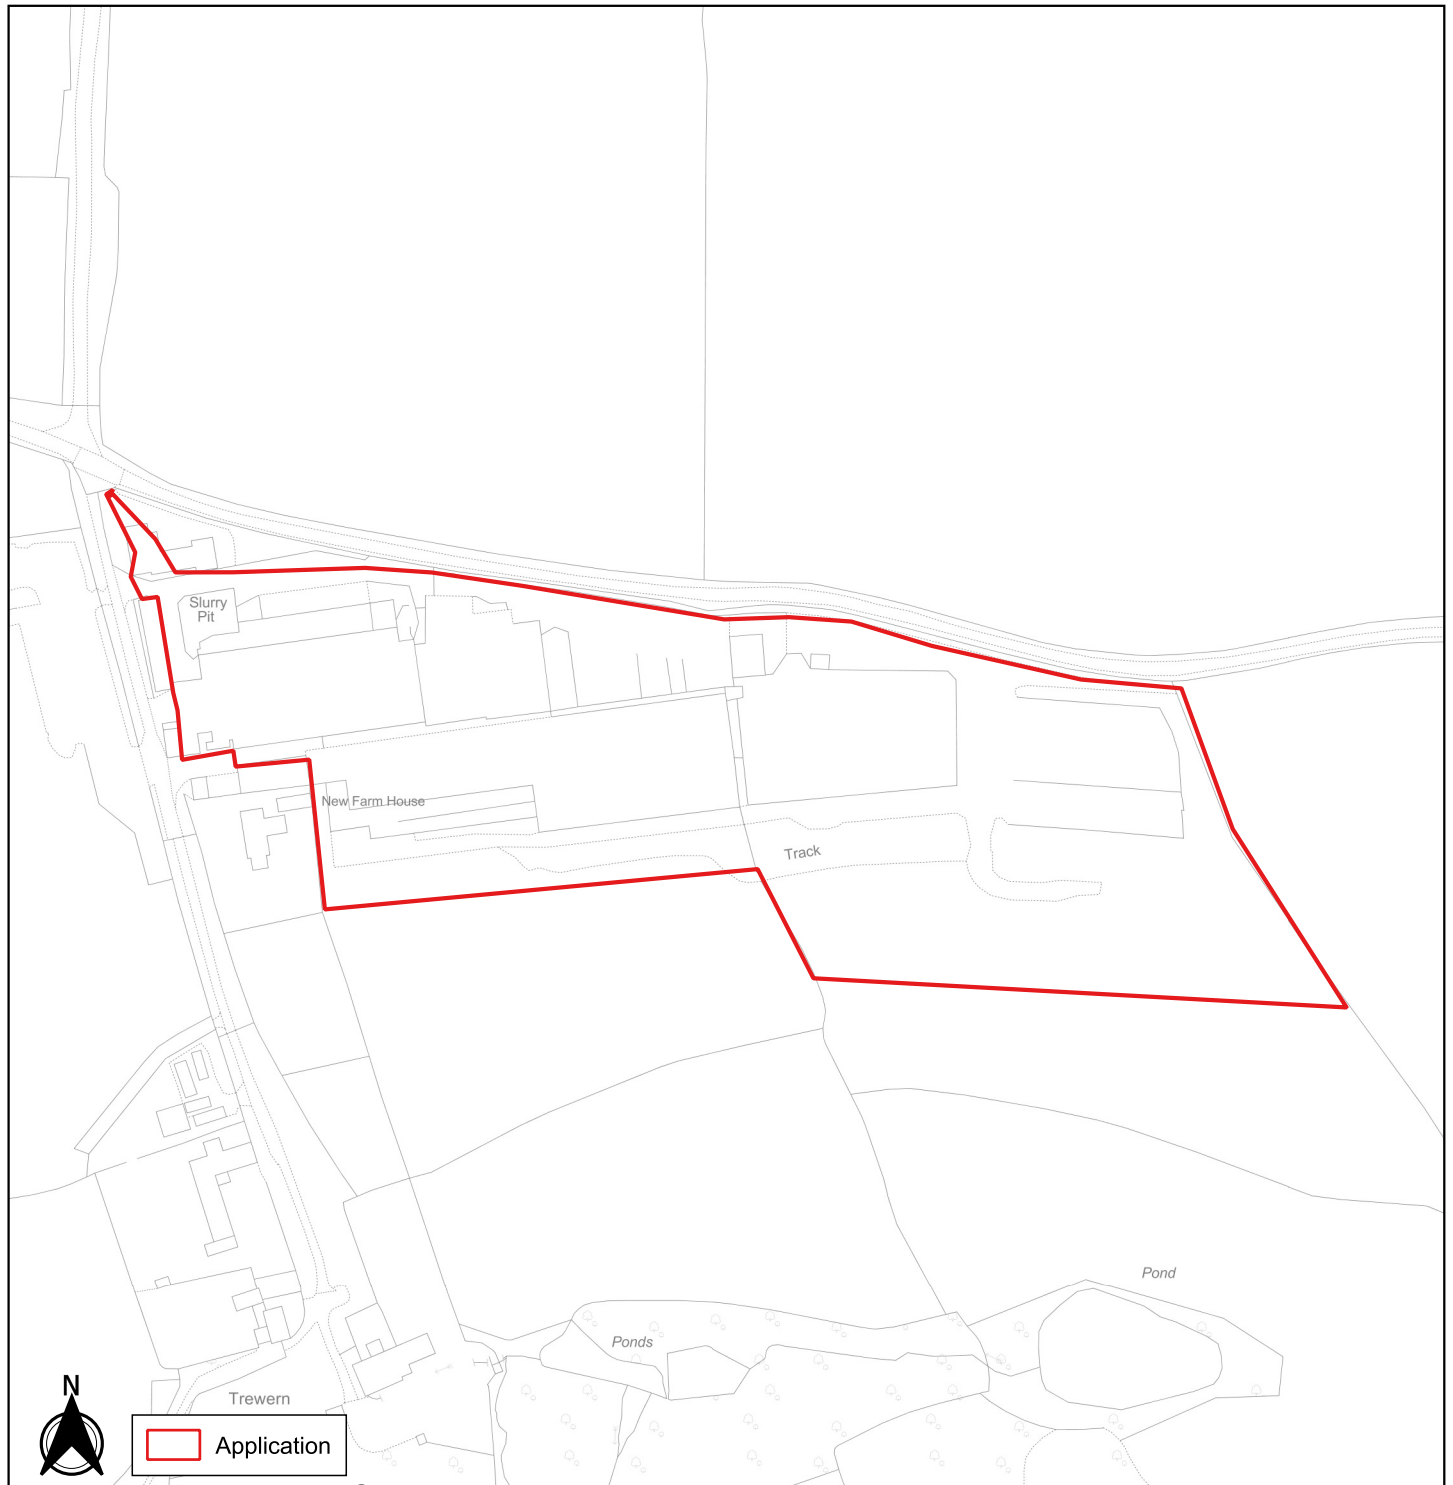 Slurry
Pit
New Farm House
Track
Pond
Ponds
Trewern
N
Application